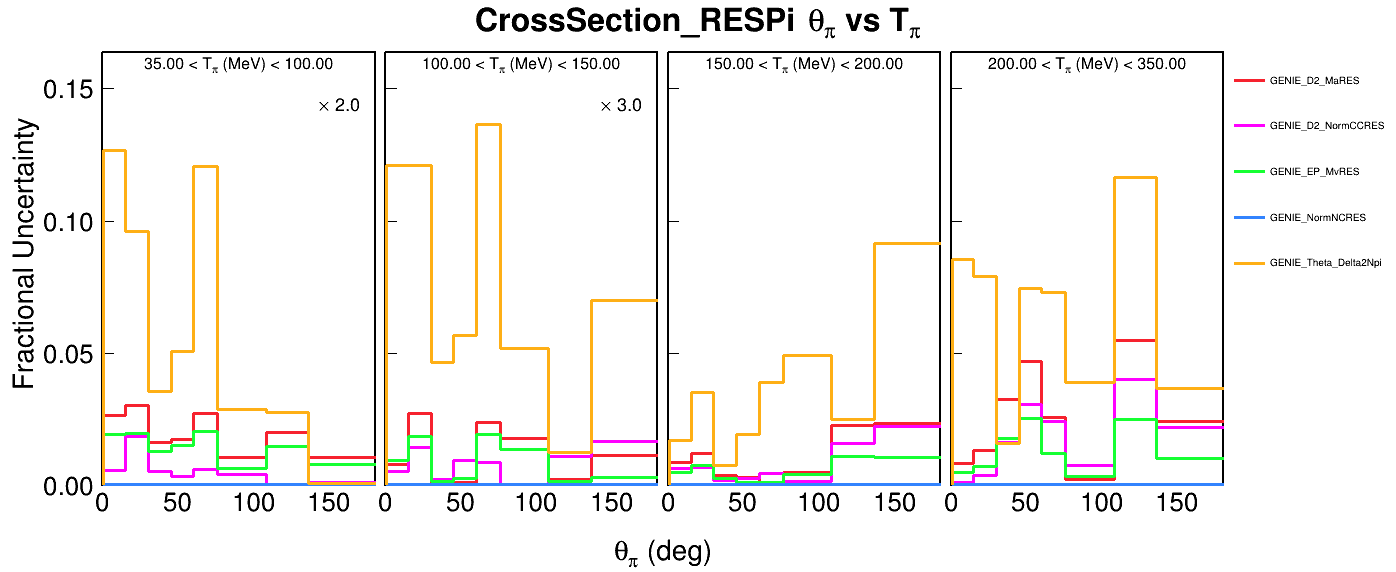 CrossSection_RESPi θπ vs Tπ
35.00 < Tπ (MeV) < 100.00
100.00 < Tπ (MeV) < 150.00
150.00 < Tπ (MeV) < 200.00
200.00 < Tπ (MeV) < 350.00
× 2.0
× 3.0
Fractional Uncertainty
0.15
0.10
0.05
0.00
0 50 100 150
0 50 100 150
0 50 100 150
0 50 100 150
θπ (deg)
GENIE_D2_MaRES
GENIE_D2_NormCCRES
GENIE_EP_MvRES
GENIE_NormNCRES
GENIE_Theta_Delta2Npi